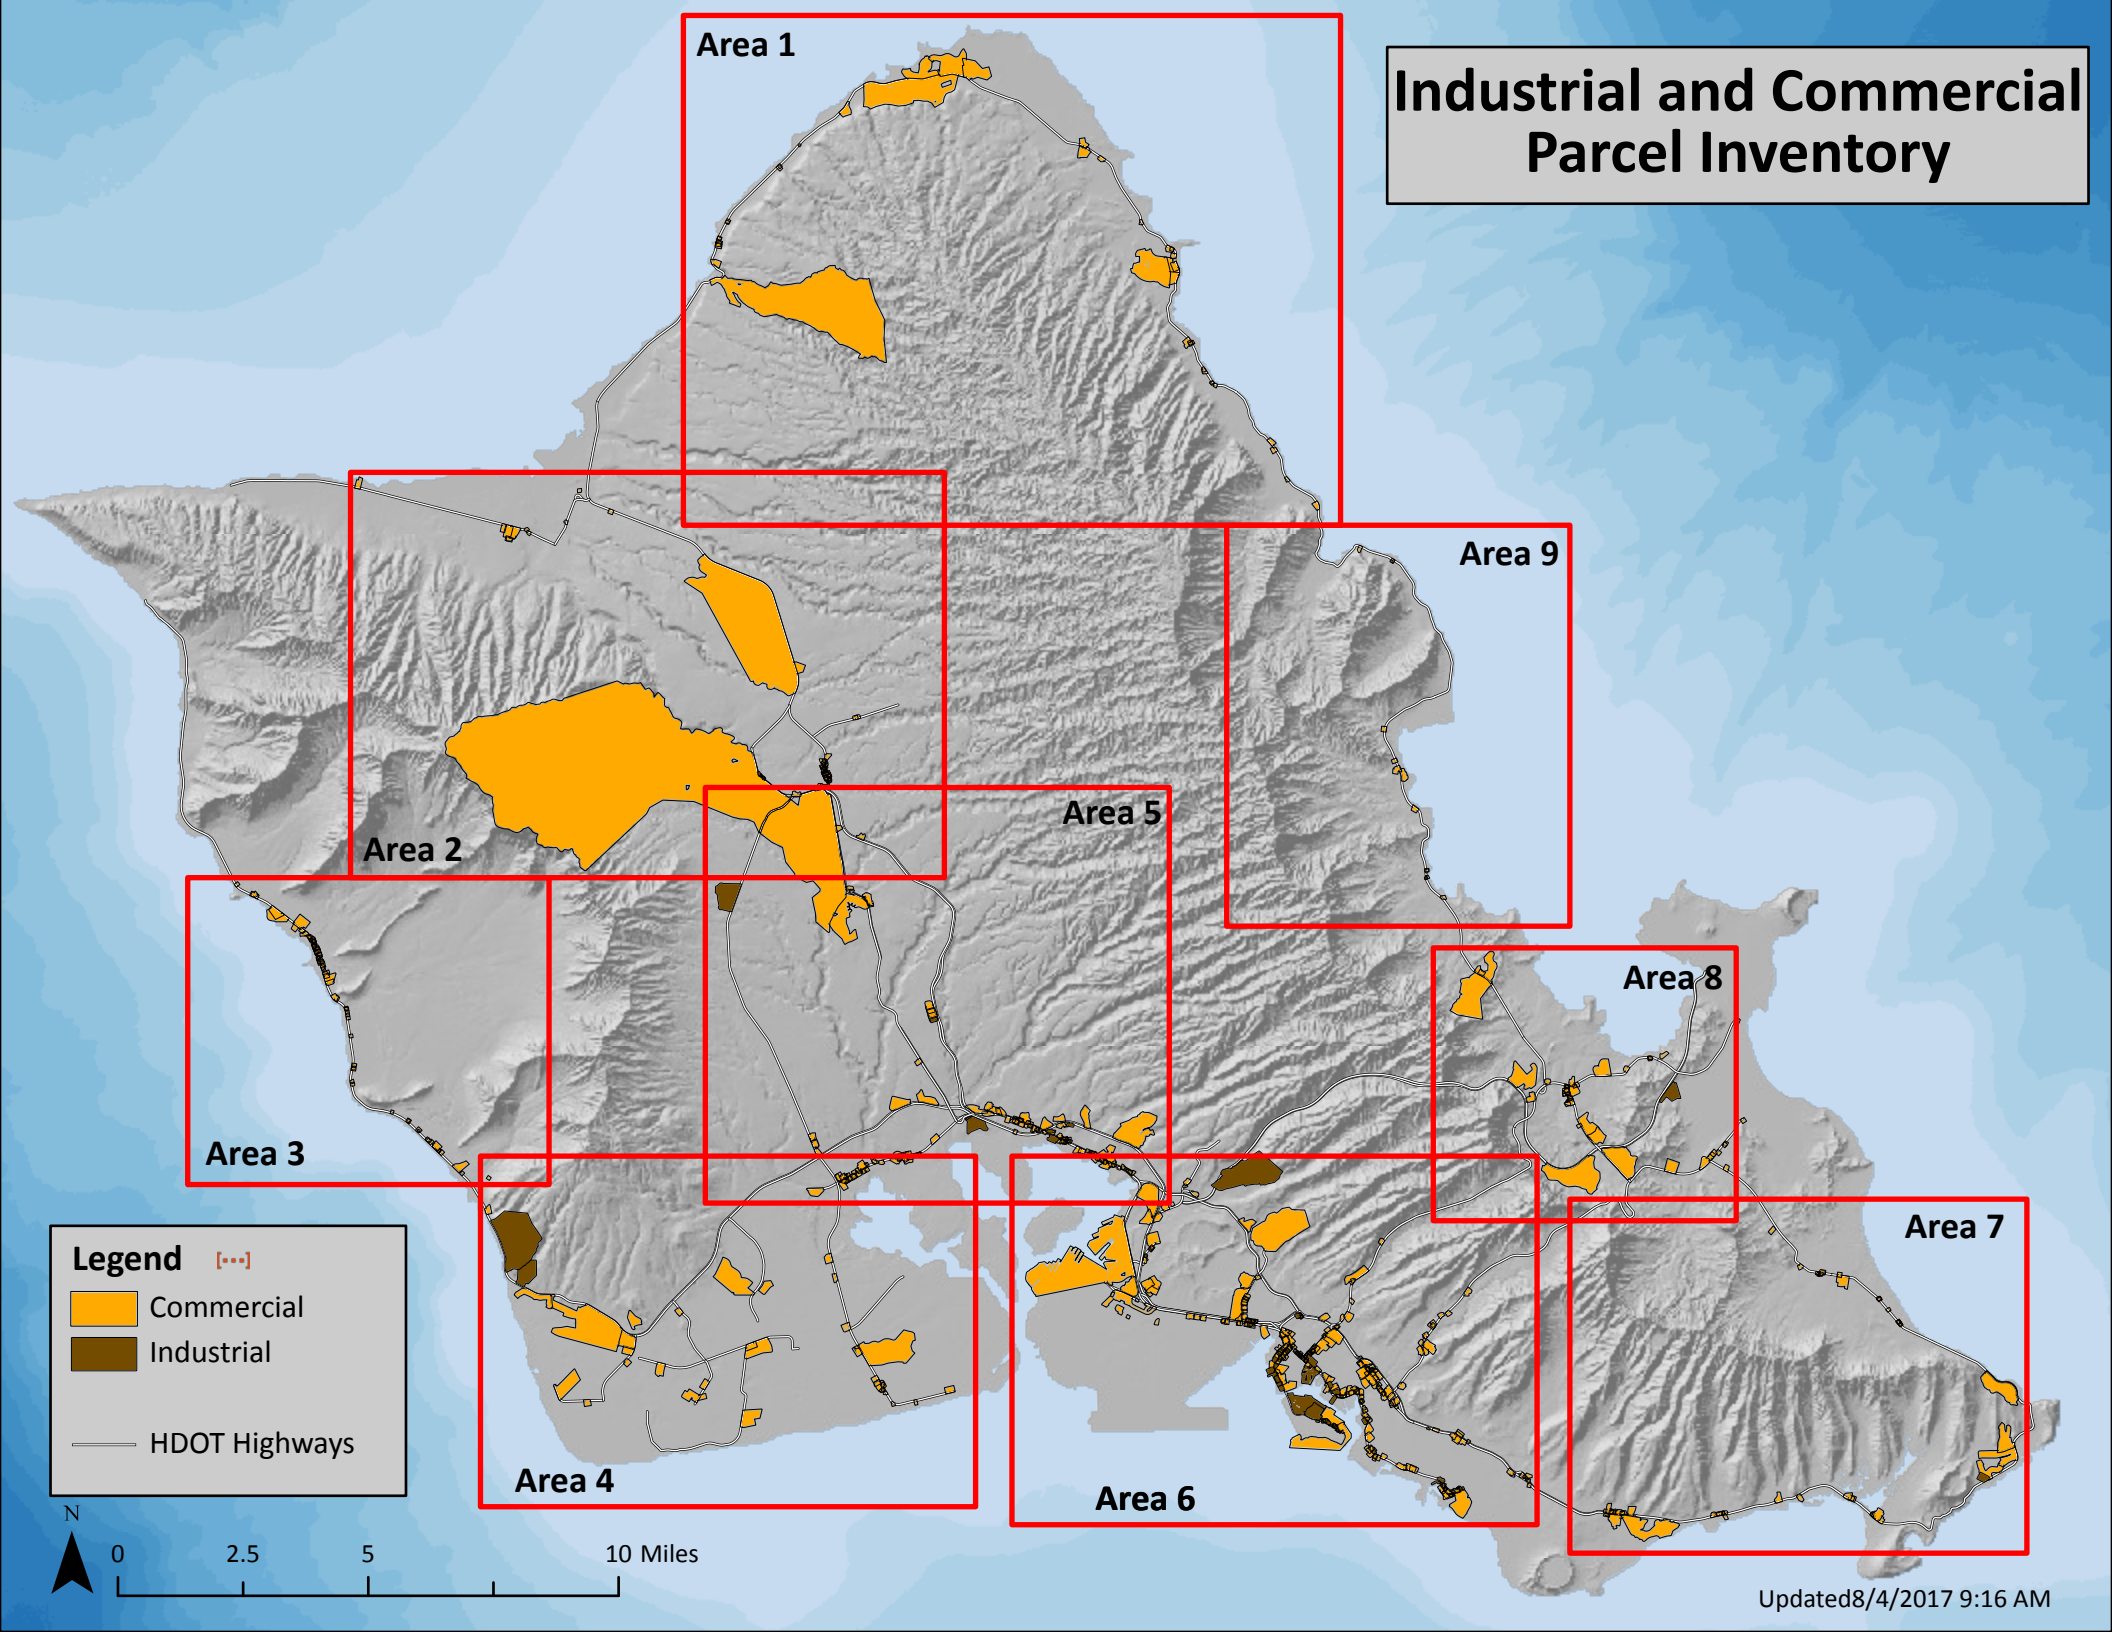 Area 1
Industrial and Commercial
Parcel Inventory
Area 9
Area 5
Area 2
Area 8
Area 3
Area 7
Legend [...]
Commercial
Industrial
HDOT Highways
Area 4
Area 6
N
0 2.5 5 10 Miles
Updated8/4/2017 9:16 AM